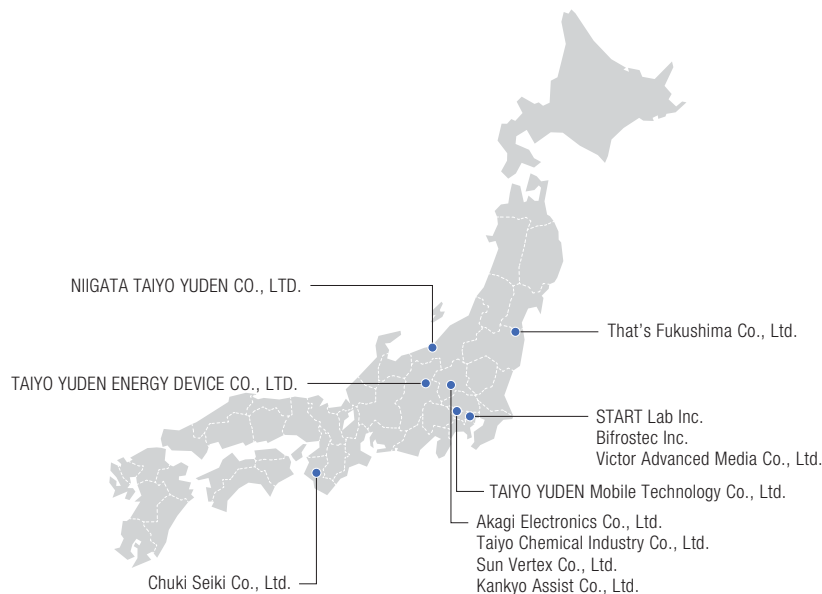 NIIGATA TAIYO YUDEN CO., LTD.
That's Fukushima Co., Ltd.
TAIYO YUDEN ENERGY DEVICE CO., LTD.
START Lab Inc.
Bifrostec Inc.
Victor Advanced Media Co., Ltd.
TAIYO YUDEN Mobile Technology Co., Ltd.
Akagi Electronics Co., Ltd.
Taiyo Chemical Industry Co., Ltd.
Sun Vertex Co., Ltd.
Kankyo Assist Co., Ltd.
Chuki Seiki Co., Ltd.